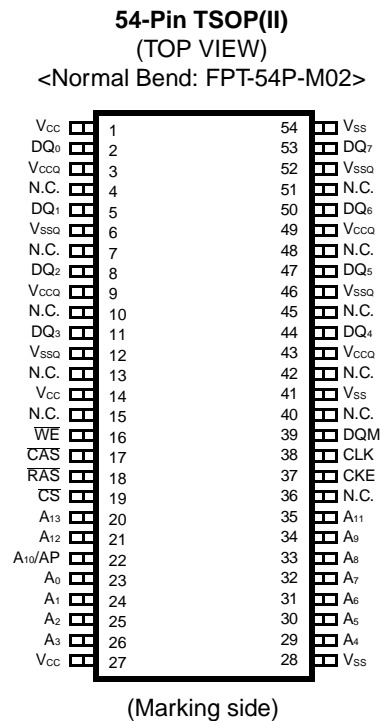 54-Pin TSOP(II)
(TOP VIEW)
<Normal Bend: FPT-54P-M02>
VCC 1 54 VSS
DQ0 2 53 DQ7
VCCQ 3 52 VSSQ
N.C. 4 51 N.C.
DQ1 5 50 DQ6
VSSQ 6 49 VCCQ
N.C. 7 48 N.C.
DQ2 8 47 DQ5
VCCQ 9 46 VSSQ
N.C. 10 45 N.C.
DQ3 11 44 DQ4
VSSQ 12 43 VCCQ
N.C. 13 42 N.C.
VCC 14 41 VSS
N.C. 15 40 N.C.
WE 16 39 DQM
CAS 17 38 CLK
RAS 18 37 CKE
CS 19 36 N.C.
A13 20 35 A11
A12 21 34 A9
A10/AP 22 33 A8
A0 23 32 A7
A1 24 31 A6
A2 25 30 A5
A3 26 29 A4
VCC 27 28 VSS
(Marking side)